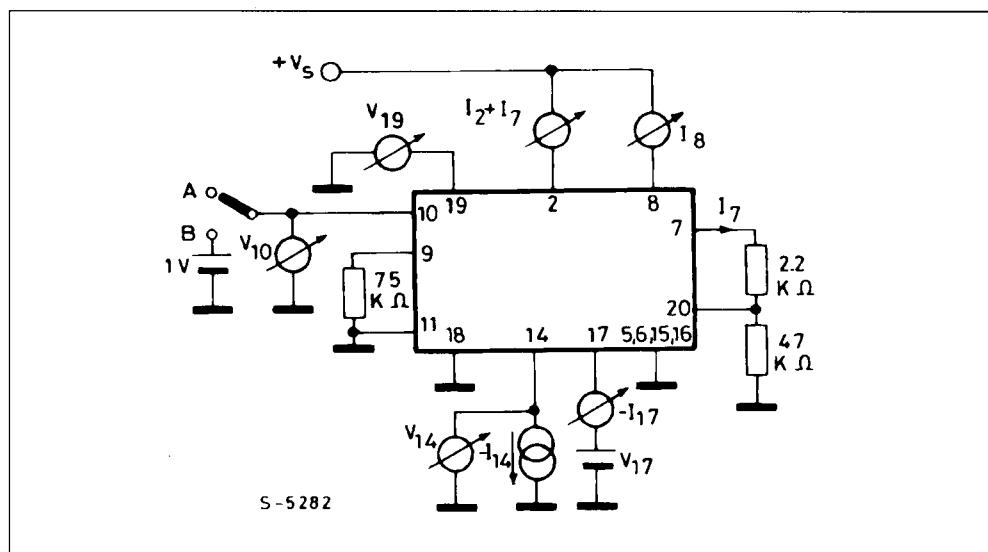 +VS
I2+I7
V19
I8
A
19
2
8
10
7
I7
B
V10
9
1V
75
KΩ
2.2
KΩ
20
11
18
14
17
5,6,15,16
47
KΩ
-I17
V14
-I14
V17
S-5282